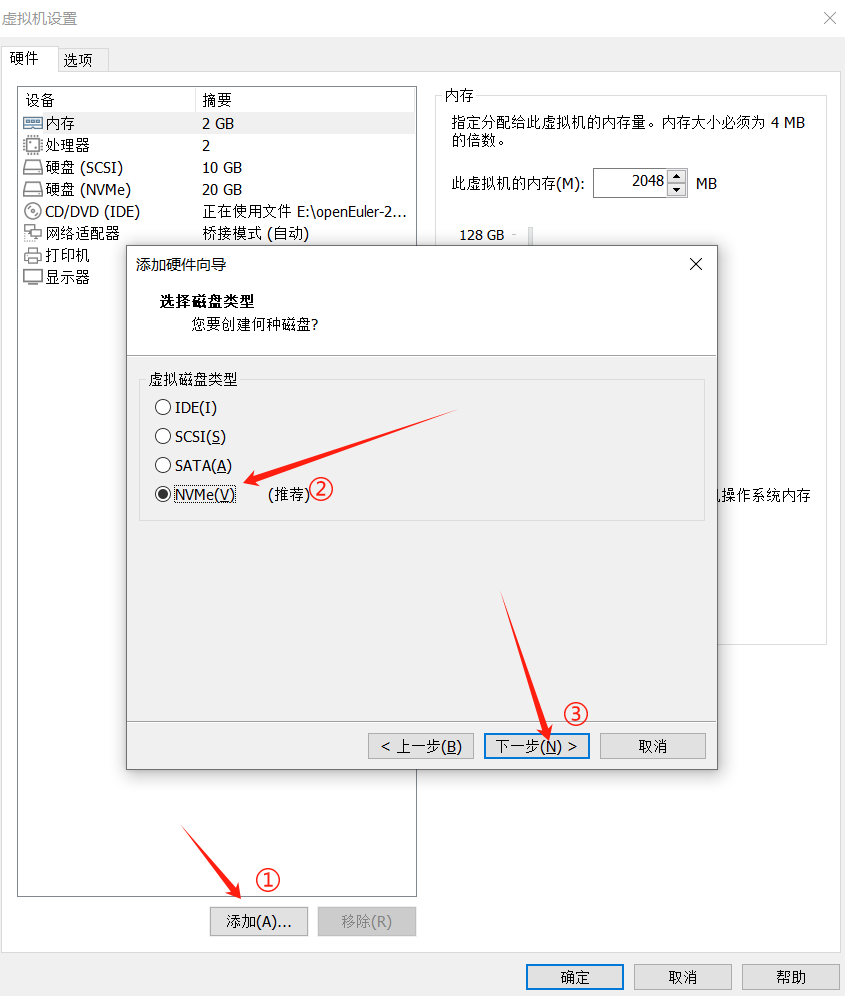 虚拟机设置
硬件 选项
设备 摘要
内存 2 GB
处理器 2
硬盘 (SCSI) 10 GB
硬盘 (NVMe) 20 GB
CD/DVD (IDE) 正在使用文件 E:\openEuler-2...
网络适配器 桥接模式 (自动)
打印机
显示器
内存
指定分配给此虚拟机的内存量。内存大小必须为 4 MB
的倍数。
此虚拟机的内存(M): 2048 MB
128 GB
操作系统内存
添加硬件向导
选择磁盘类型
您要创建何种磁盘?
虚拟磁盘类型
IDE(I)
SCSI(S)
SATA(A)
NVMe(V) (推荐) ②
③
< 上一步(B) 下一步(N) > 取消
①
添加(A)... 移除(R)
确定 取消 帮助